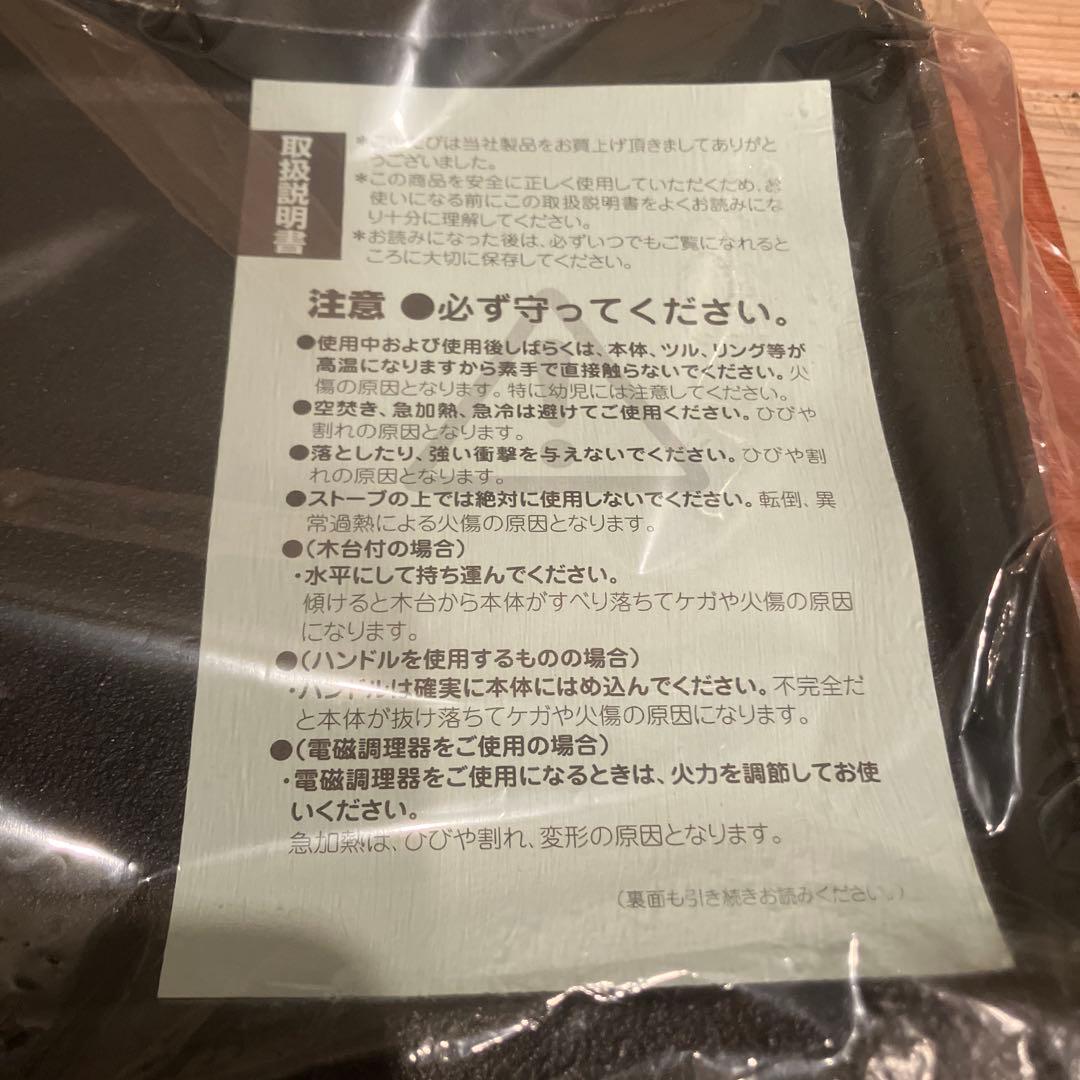 取扱説明書
*このたびは当社製品をお買上げ頂きましてありがと
うございました。
*この商品を安全に正しく使用していただくため、お
使いになる前にこの取扱説明書をよくお読みにな
り十分に理解してください。
*お読みになった後は、必ずいつでもご覧になれると
ころに大切に保存してください。
注意 ●必ず守ってください。
●使用中および使用後しばらくは、本体、ツル、リング等が
高温になりますから素手で直接触らないでください。火
傷の原因となります。特に幼児には注意してください。
●空焚き、急加熱、急冷は避けてご使用ください。ひびや
割れの原因となります。
●落としたり、強い衝撃を与えないでください。ひびや割
れの原因となります。
●ストーブの上では絶対に使用しないでください。転倒、異
常過熱による火傷の原因となります。
●(木台付の場合)
・水平にして持ち運んでください。
傾けると木台から本体がすべり落ちてケガや火傷の原因
になります。
●(ハンドルを使用するものの場合)
・ハンドルは確実に本体にはめ込んでください。不完全だ
と本体が抜け落ちてケガや火傷の原因になります。
●(電磁調理器をご使用の場合)
・電磁調理器をご使用になるときは、火力を調節してお使
いください。
急加熱は、ひびや割れ、変形の原因となります。
(裏面も引き続きお読みください。)